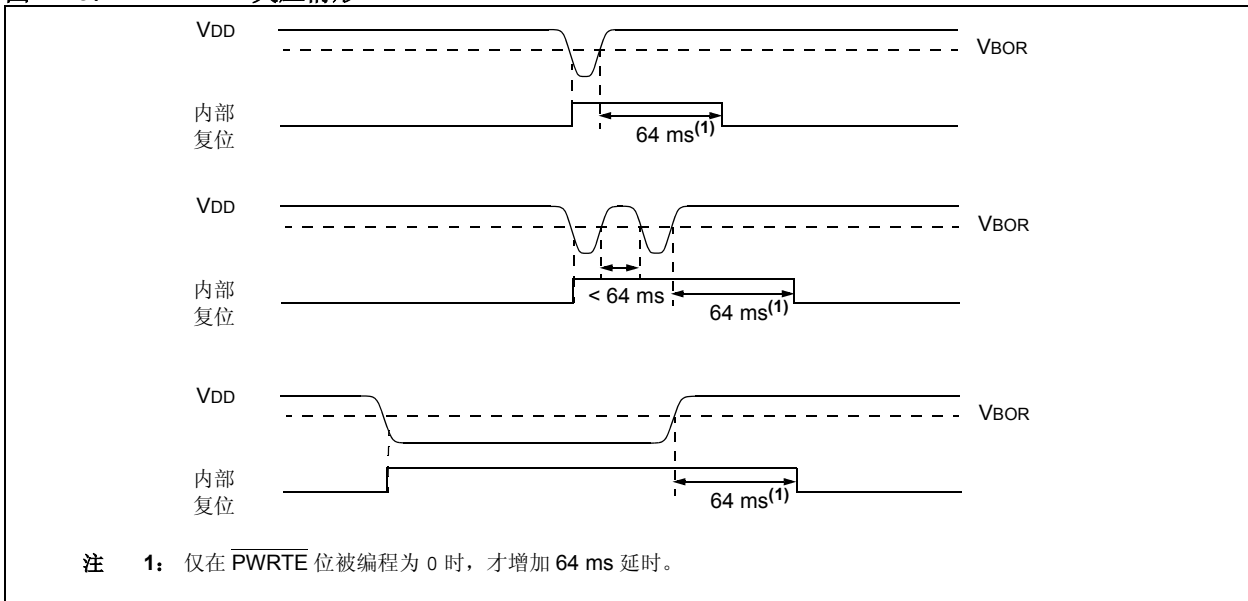 VDD
VBOR
内部
复位
64 ms(1)
VDD
VBOR
内部
复位
< 64 ms
64 ms(1)
VDD
VBOR
内部
复位
64 ms(1)
注 1： 仅在 PWRTE 位被编程为 0 时，才增加 64 ms 延时。